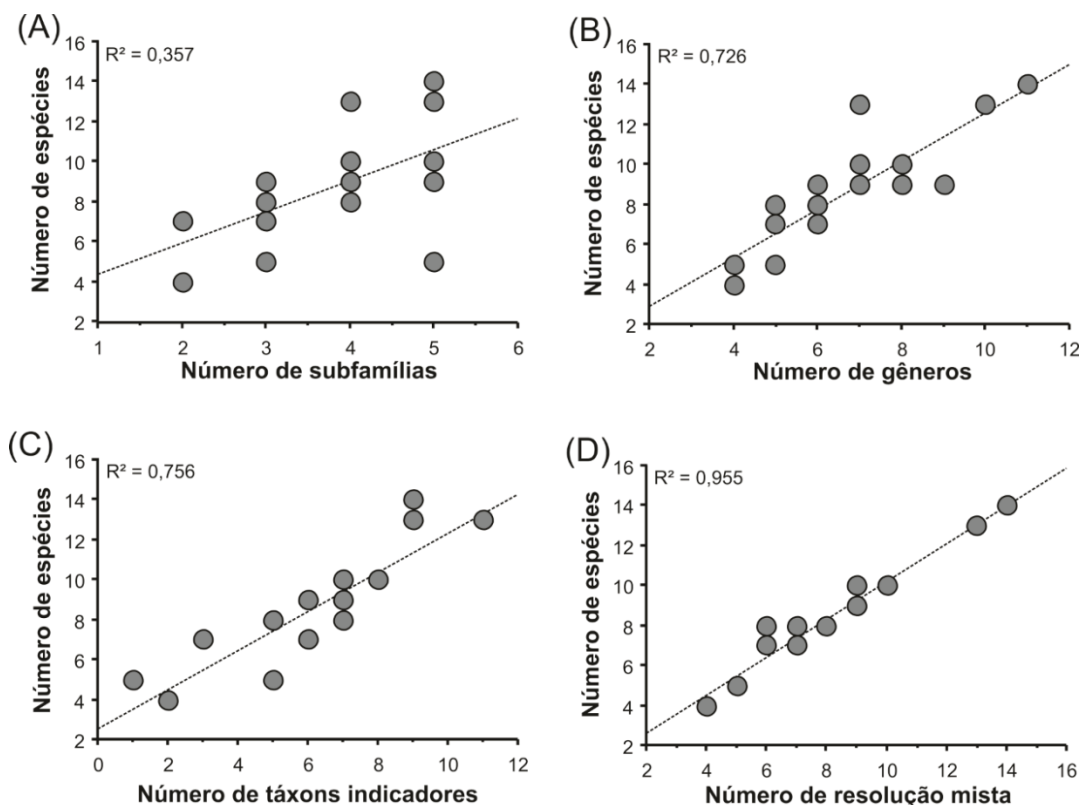 (A)
R² = 0,357
16
14
12
10
8
6
4
2
Número de espécies
1 2 3 4 5 6
Número de subfamílias
(B)
R² = 0,726
16
14
12
10
8
6
4
2
Número de espécies
2 4 6 8 10 12
Número de gêneros
(C)
R² = 0,756
16
14
12
10
8
6
4
2
Número de espécies
0 2 4 6 8 10 12
Número de táxons indicadores
(D)
R² = 0,955
16
14
12
10
8
6
4
2
Número de espécies
2 4 6 8 10 12 14 16
Número de resolução mista